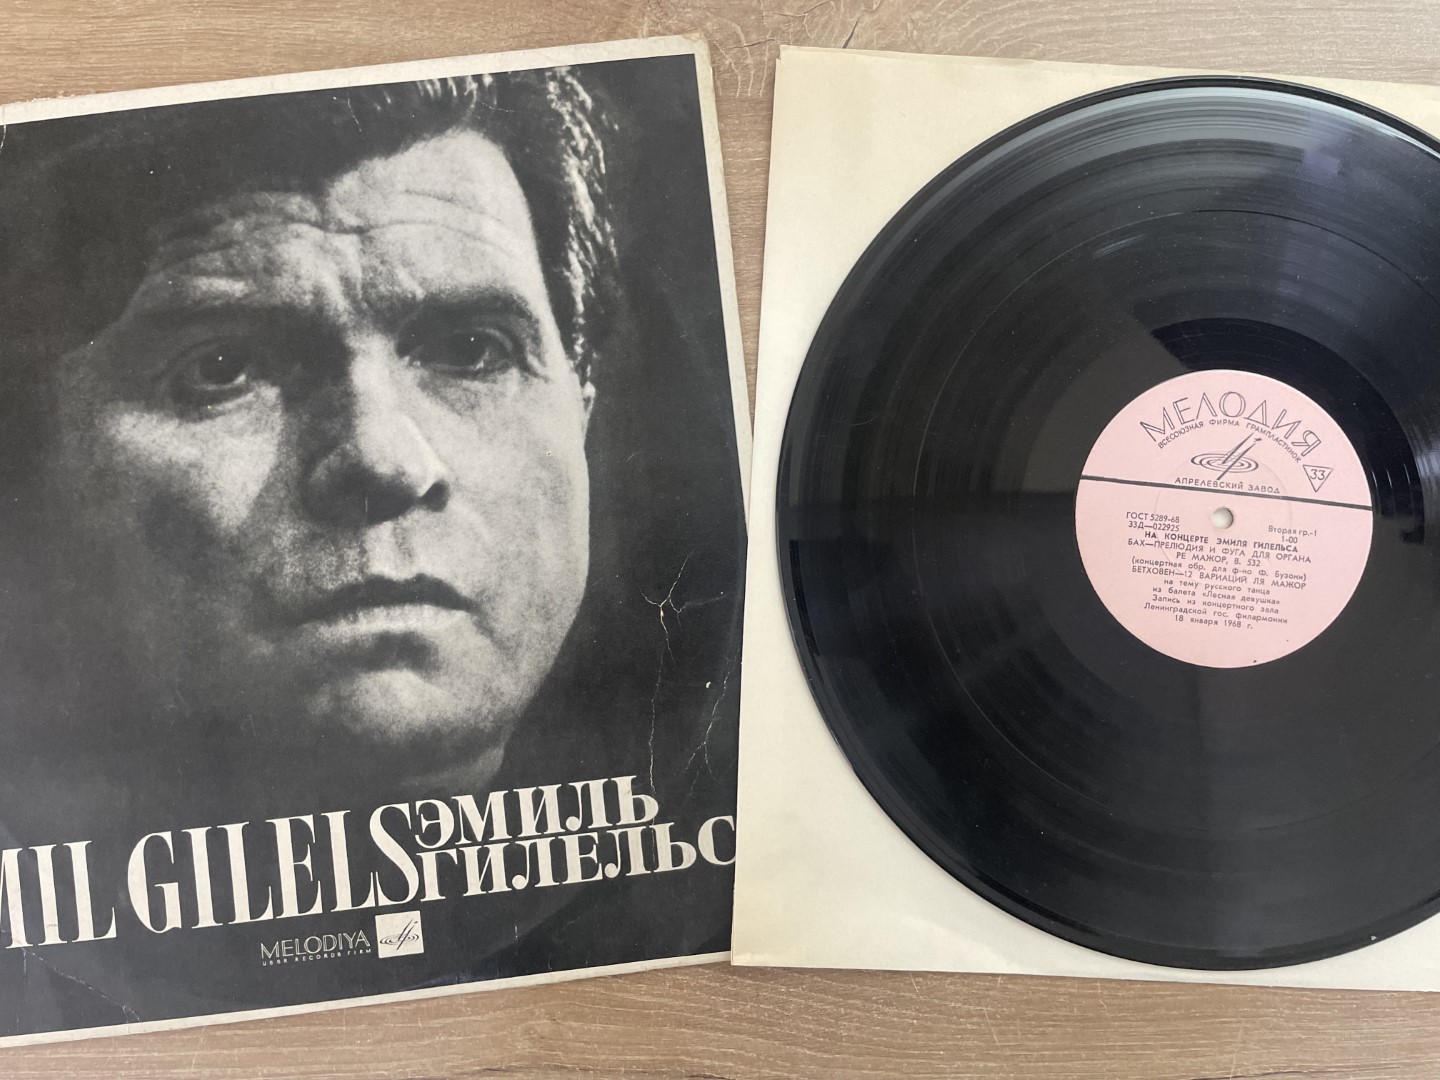 MIL GILELS
ЭМИЛЬ
ГИЛЕЛЬС
MELODIYA
USSR RECORDS FIRM
МЕЛОДИЯ
ВСЕСОЮЗНАЯ ФИРМА ГРАМПЛАСТИНОК
33
АПРЕЛЕВСКИЙ ЗАВОД
ГОСТ 5289-68
33Д—022925
Вторая гр.-1
1-00
НА КОНЦЕРТЕ ЭМИЛЯ ГИЛЕЛЬСА
БАХ—ПРЕЛЮДИЯ И ФУГА ДЛЯ ОРГАНА
РЕ МАЖОР, В. 532
(концертная обр. для ф-но Ф. Бузони)
БЕТХОВЕН—12 ВАРИАЦИЙ ЛЯ МАЖОР
на тему русского танца
из балета «Лесная девушка»
Запись из концертного зала
Ленинградской гос. филармонии
18 января 1968 г.